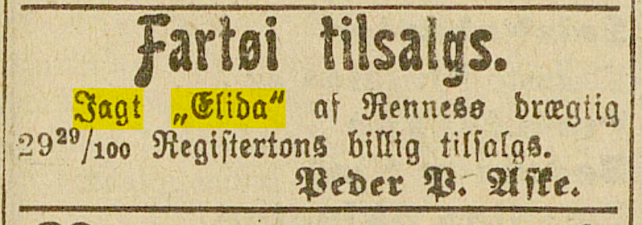 Fartøi tilsalgs.
Jagt „Elida“ af Rennesø drægtig
29²⁹/₁₀₀ Registertons billig tilsalgs.
Peder P. Aske.